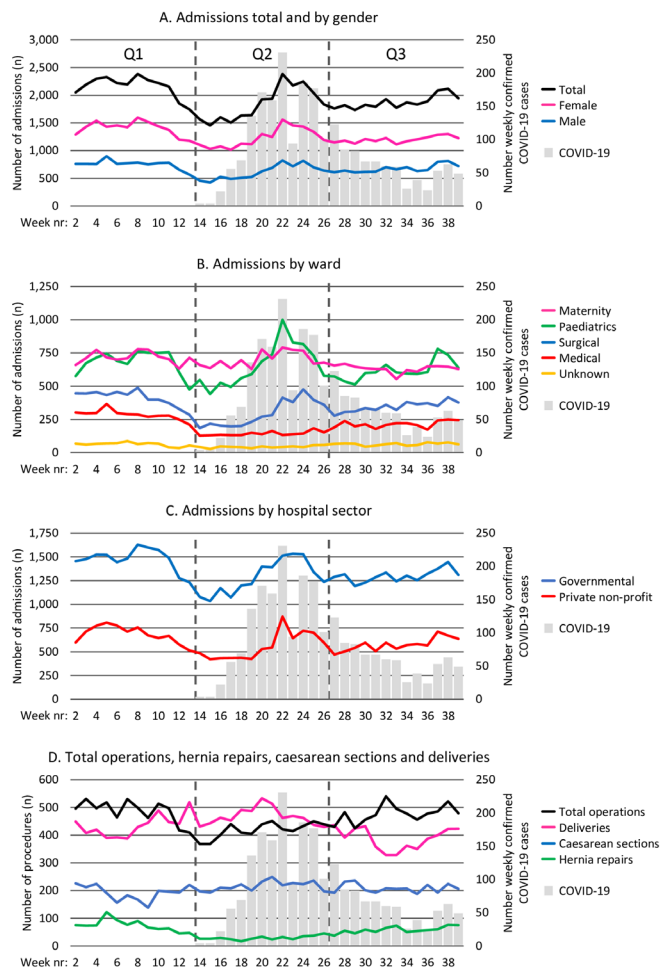 A. Admissions total and by gender
Number of admissions (n)
3,000
2,500
2,000
1,500
1,000
500
0
Q1 Q2 Q3
250
200
150
100
50
0
Number weekly confirmed
COVID-19 cases
Total
Female
Male
COVID-19
Week nr: 2 4 6 8 10 12 14 16 18 20 22 24 26 28 30 32 34 36 38
B. Admissions by ward
Number of admissions (n)
1,250
1,000
750
500
250
0
250
200
150
100
50
0
Number weekly confirmed
COVID-19 cases
Maternity
Paediatrics
Surgical
Medical
Unknown
COVID-19
Week nr: 2 4 6 8 10 12 14 16 18 20 22 24 26 28 30 32 34 36 38
C. Admissions by hospital sector
Number of admissions (n)
1,750
1,500
1,250
1,000
750
500
250
0
250
200
150
100
50
0
Number weekly confirmed
COVID-19 cases
Governmental
Private non-profit
COVID-19
Week nr: 2 4 6 8 10 12 14 16 18 20 22 24 26 28 30 32 34 36 38
D. Total operations, hernia repairs, caesarean sections and deliveries
Number of procedures (n)
600
500
400
300
200
100
0
250
200
150
100
50
0
Number weekly confirmed
COVID-19 cases
Total operations
Deliveries
Caesarean sections
Hernia repairs
COVID-19
Week nr: 2 4 6 8 10 12 14 16 18 20 22 24 26 28 30 32 34 36 38